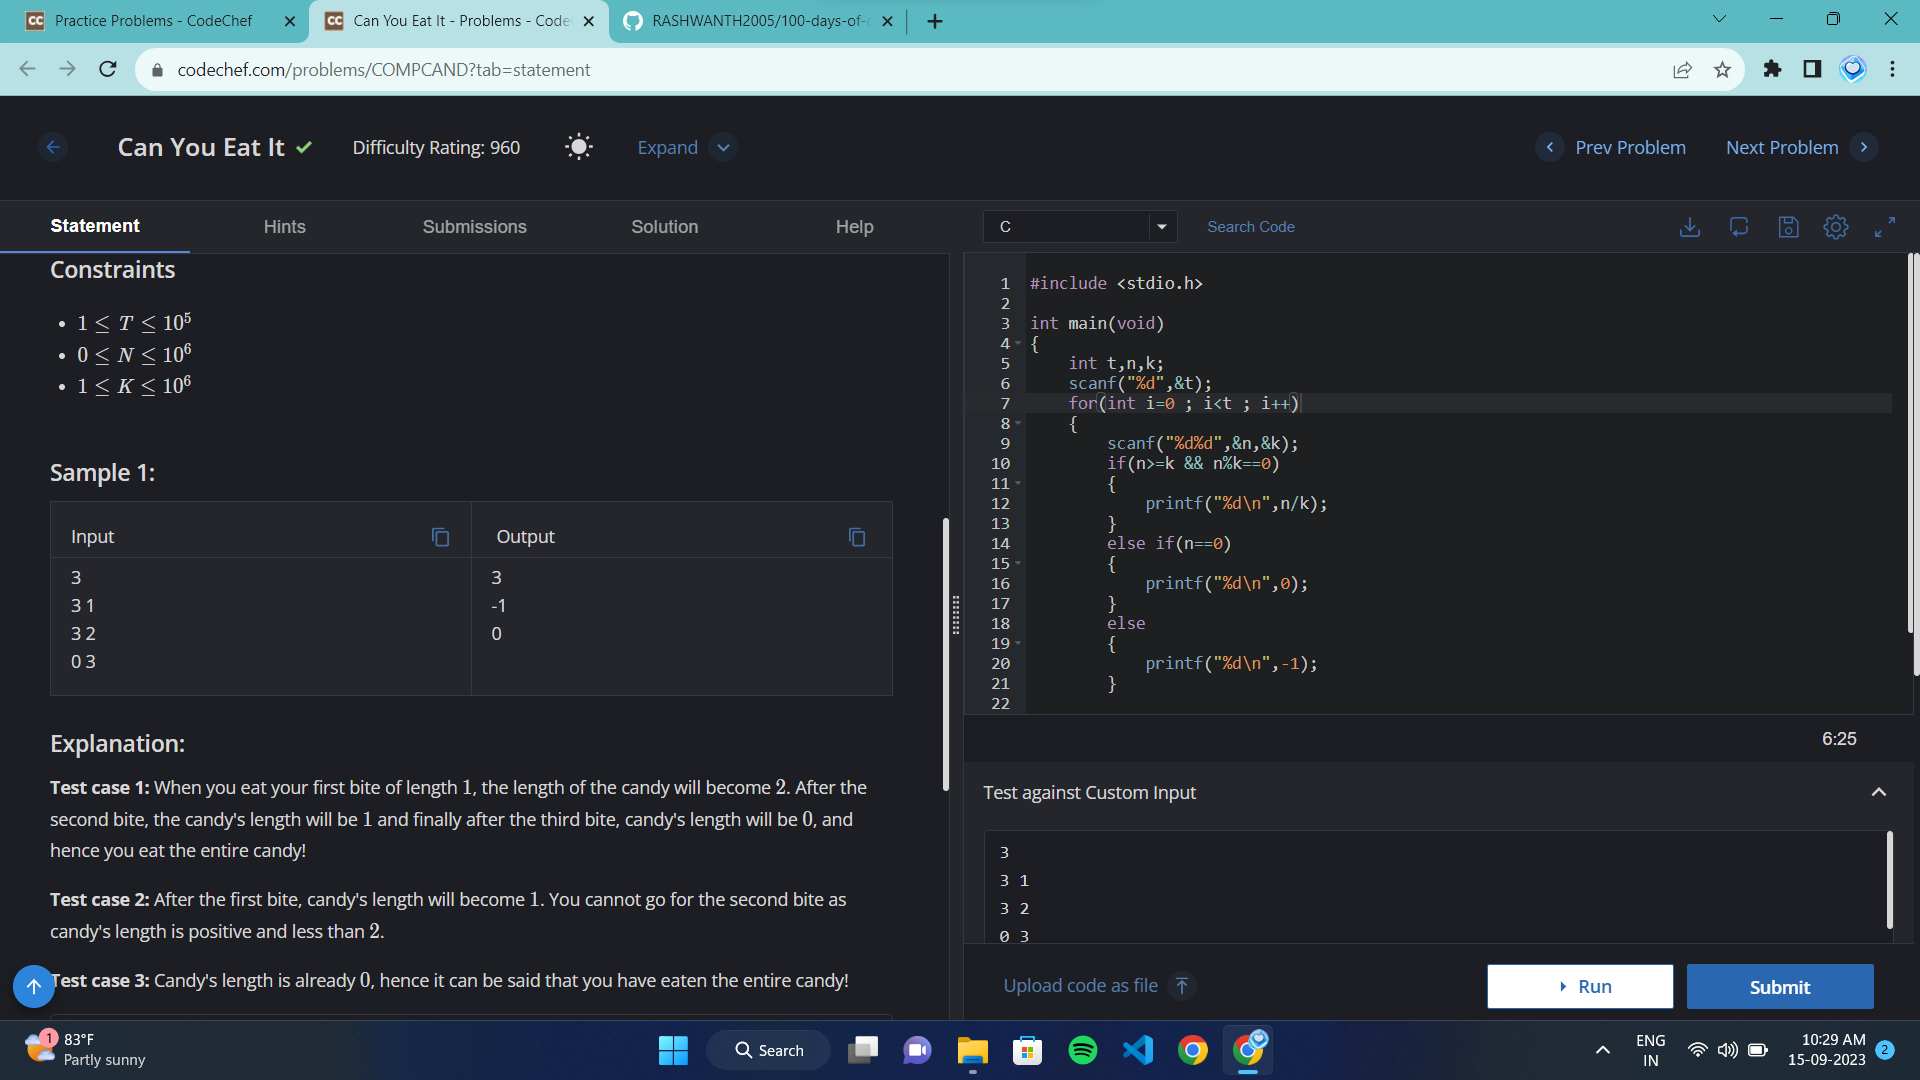 Practice Problems - CodeChef
Can You Eat It - Problems - Code
RASHWANTH2005/100-days-of-c
codechef.com/problems/COMPCAND?tab=statement
Can You Eat It
Difficulty Rating: 960
Expand
Prev Problem
Next Problem
Statement
Hints
Submissions
Solution
Help
Constraints
1 ≤ T ≤ 10^5
0 ≤ N ≤ 10^6
1 ≤ K ≤ 10^6
Sample 1:
Input
Output
3
3 1
3 2
0 3
3
-1
0
Explanation:
Test case 1: When you eat your first bite of length 1, the length of the candy will become 2. After the
second bite, the candy's length will be 1 and finally after the third bite, candy's length will be 0, and
hence you eat the entire candy!
Test case 2: After the first bite, candy's length will become 1. You cannot go for the second bite as
candy's length is positive and less than 2.
Test case 3: Candy's length is already 0, hence it can be said that you have eaten the entire candy!
C
Search Code
1 #include <stdio.h>
2
3 int main(void)
4 {
5     int t,n,k;
6     scanf("%d",&t);
7     for(int i=0 ; i<t ; i++)
8     {
9         scanf("%d%d",&n,&k);
10         if(n>=k && n%k==0)
11         {
12             printf("%d\n",n/k);
13         }
14         else if(n==0)
15         {
16             printf("%d\n",0);
17         }
18         else
19         {
20             printf("%d\n",-1);
21         }
22
6:25
Test against Custom Input
3
3 1
3 2
0 3
Upload code as file
Run
Submit
1
83°F
Partly sunny
Search
ENG
IN
10:29 AM
15-09-2023
2